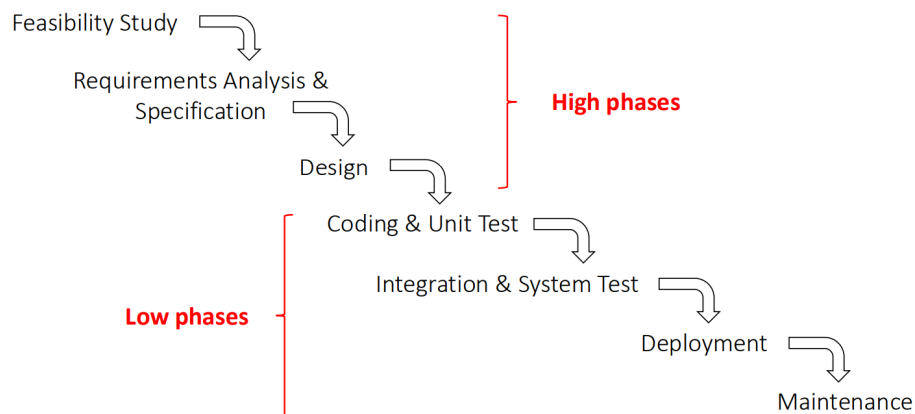 Feasibility Study
Requirements Analysis &
Specification
High phases
Design
Coding & Unit Test
Integration & System Test
Low phases
Deployment
Maintenance